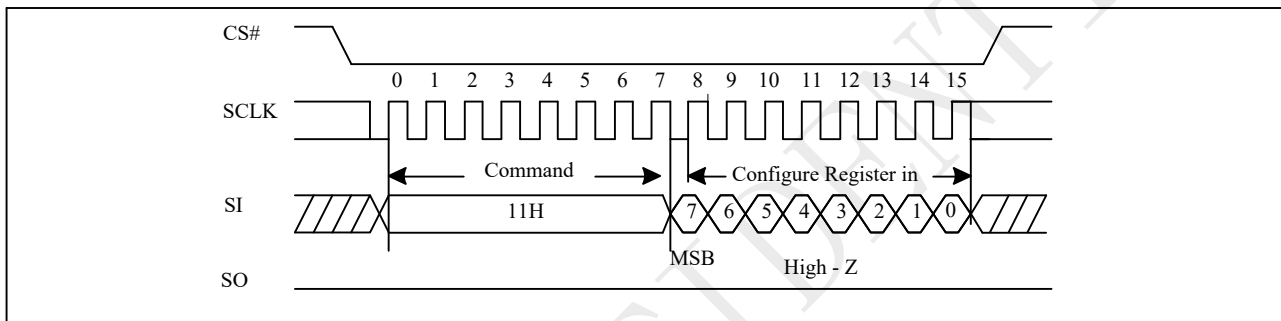 CS#
0 1 2 3 4 5 6 7 8 9 10 11 12 13 14 15
SCLK
Command
Configure Register in
SI
11H
7 6 5 4 3 2 1 0
MSB
High - Z
SO